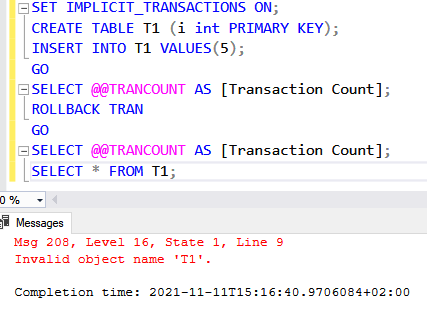 SET IMPLICIT_TRANSACTIONS ON;
CREATE TABLE T1 (i int PRIMARY KEY);
INSERT INTO T1 VALUES(5);
GO
SELECT @@TRANCOUNT AS [Transaction Count];
ROLLBACK TRAN
GO
SELECT @@TRANCOUNT AS [Transaction Count];
SELECT * FROM T1;
0 %
Messages
Msg 208, Level 16, State 1, Line 9
Invalid object name 'T1'.
Completion time: 2021-11-11T15:16:40.9706084+02:00